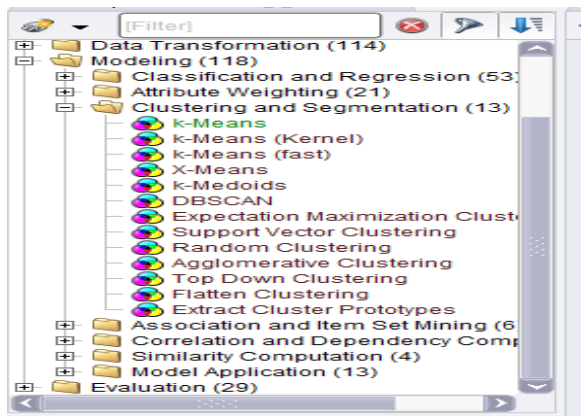 [Filter]
Data Transformation (114)
Modeling (118)
Classification and Regression (53)
Attribute Weighting (21)
Clustering and Segmentation (13)
k-Means
k-Means (Kernel)
k-Means (fast)
X-Means
k-Medoids
DBSCAN
Expectation Maximization Clust
Support Vector Clustering
Random Clustering
Agglomerative Clustering
Top Down Clustering
Flatten Clustering
Extract Cluster Prototypes
Association and Item Set Mining (6
Correlation and Dependency Comp
Similarity Computation (4)
Model Application (13)
Evaluation (29)